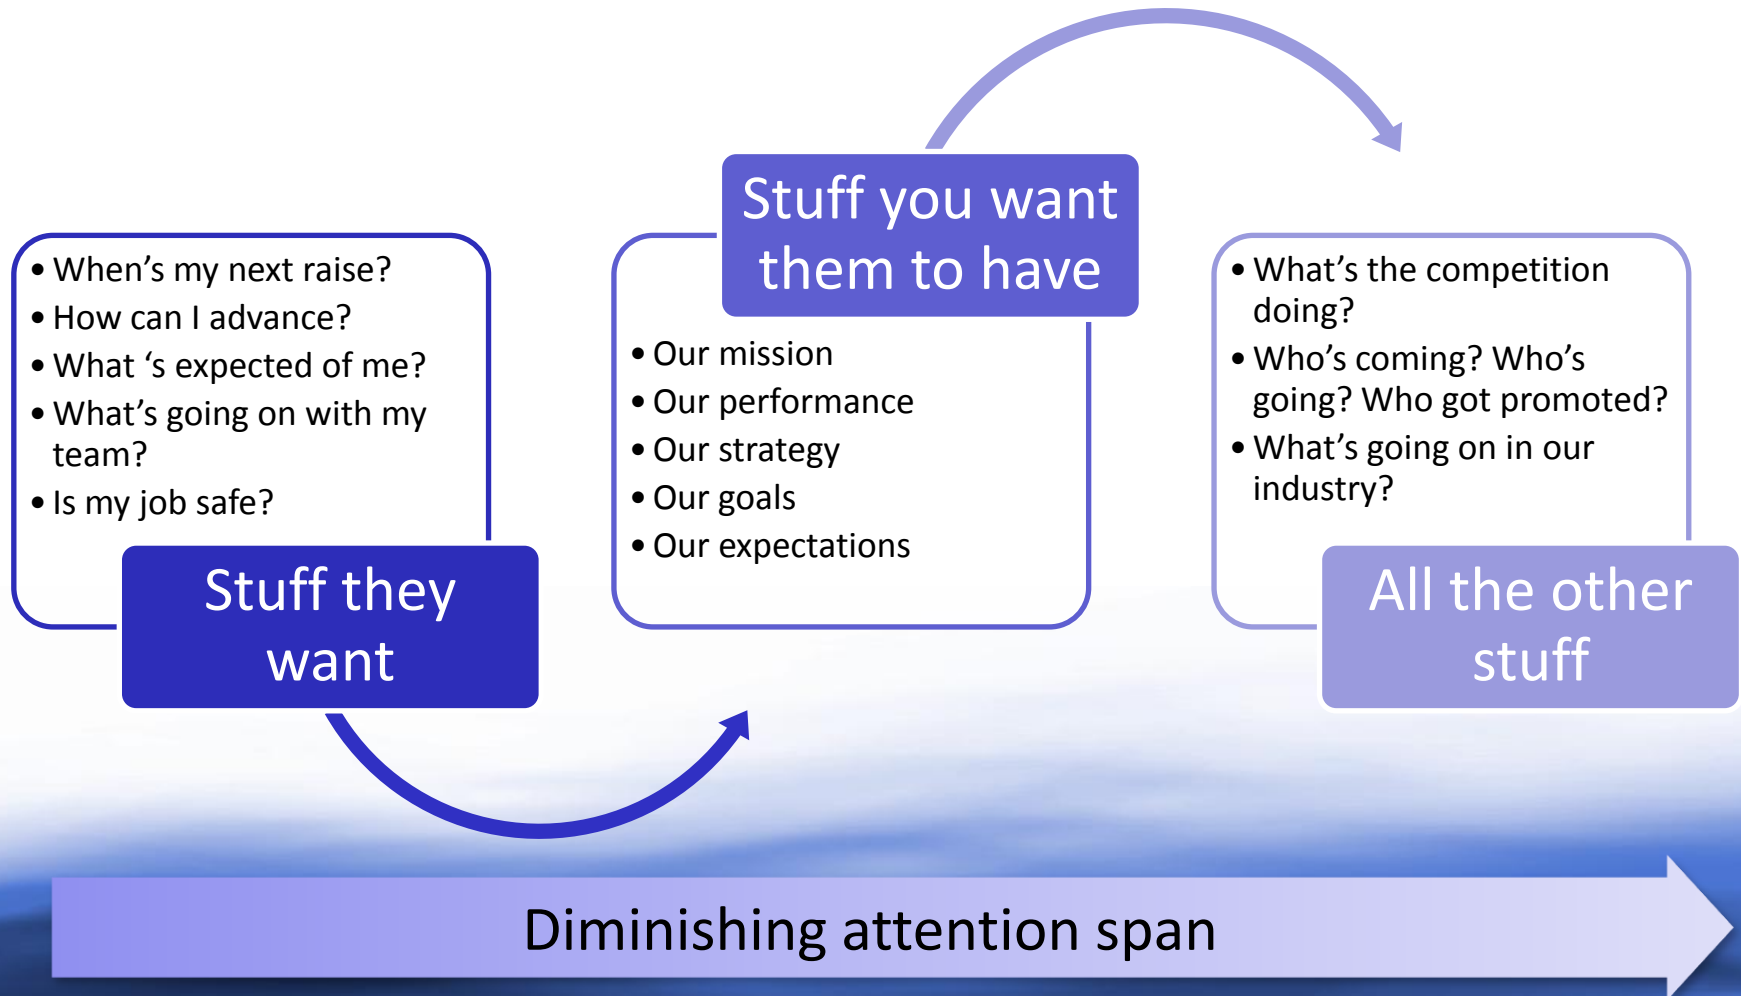 • When's my next raise?
• How can I advance?
• What ‘s expected of me?
• What’s going on with my
team?
• Is my job safe?
Stuff they
want
Stuff you want
them to have
• Our mission
• Our performance
• Our strategy
• Our goals
• Our expectations
• What’s the competition
doing?
• Who’s coming? Who’s
going? Who got promoted?
• What’s going on in our
industry?
All the other
stuff
Diminishing attention span